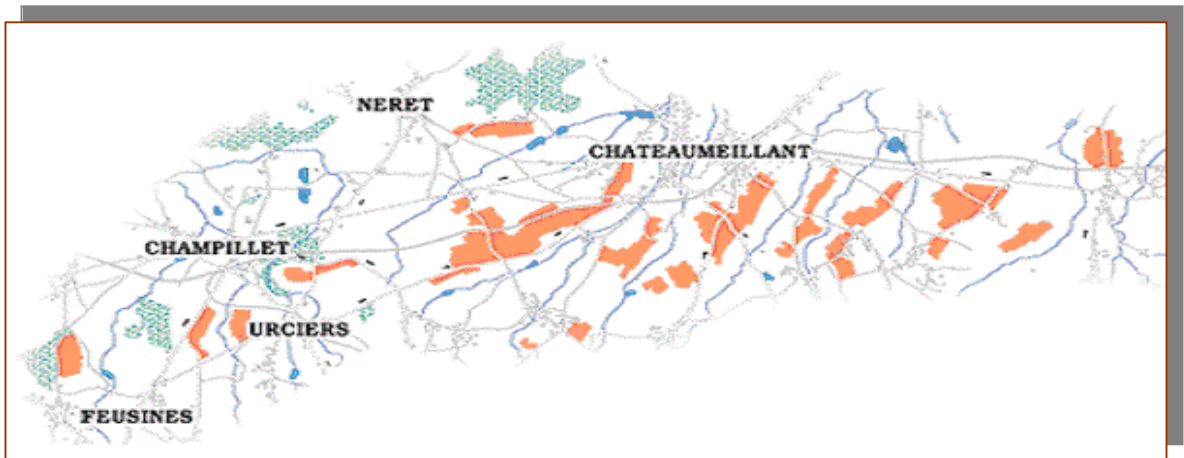 NERET
CHATEAUMEILLANT
CHAMPILLET
URCIERS
FEUSINES